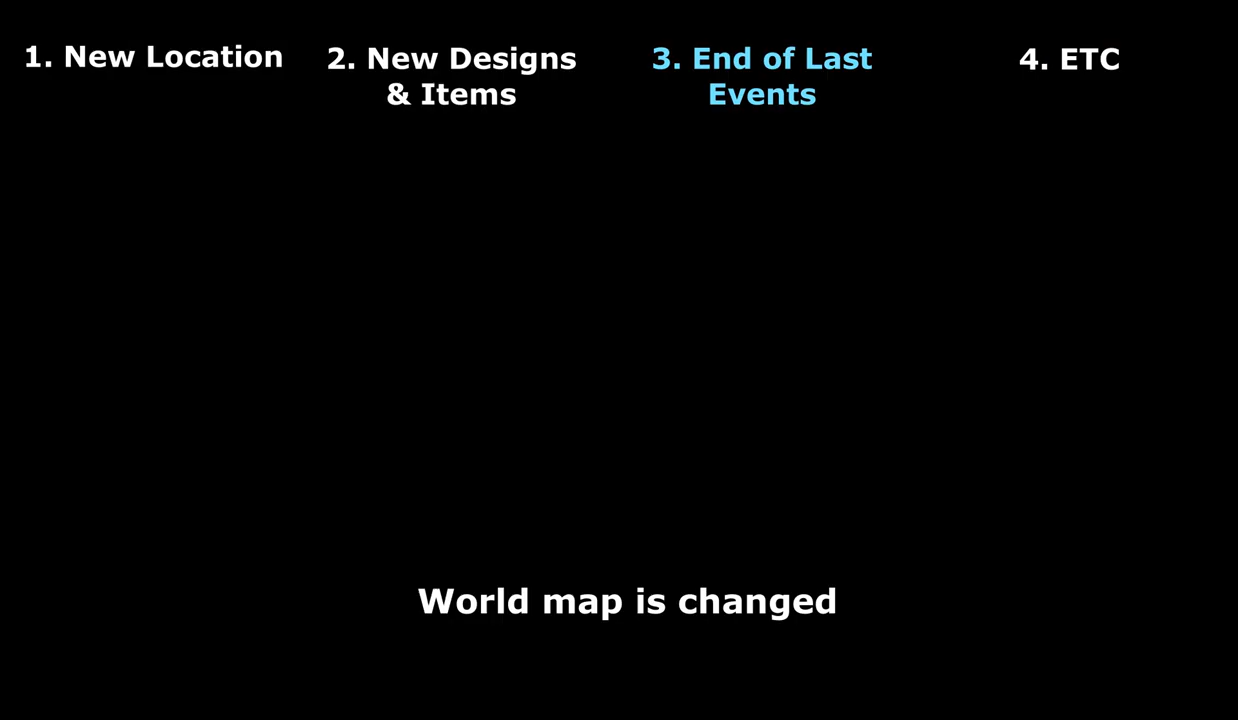 1. New Location
2. New Designs
& Items
3. End of Last
Events
4. ETC
World map is changed